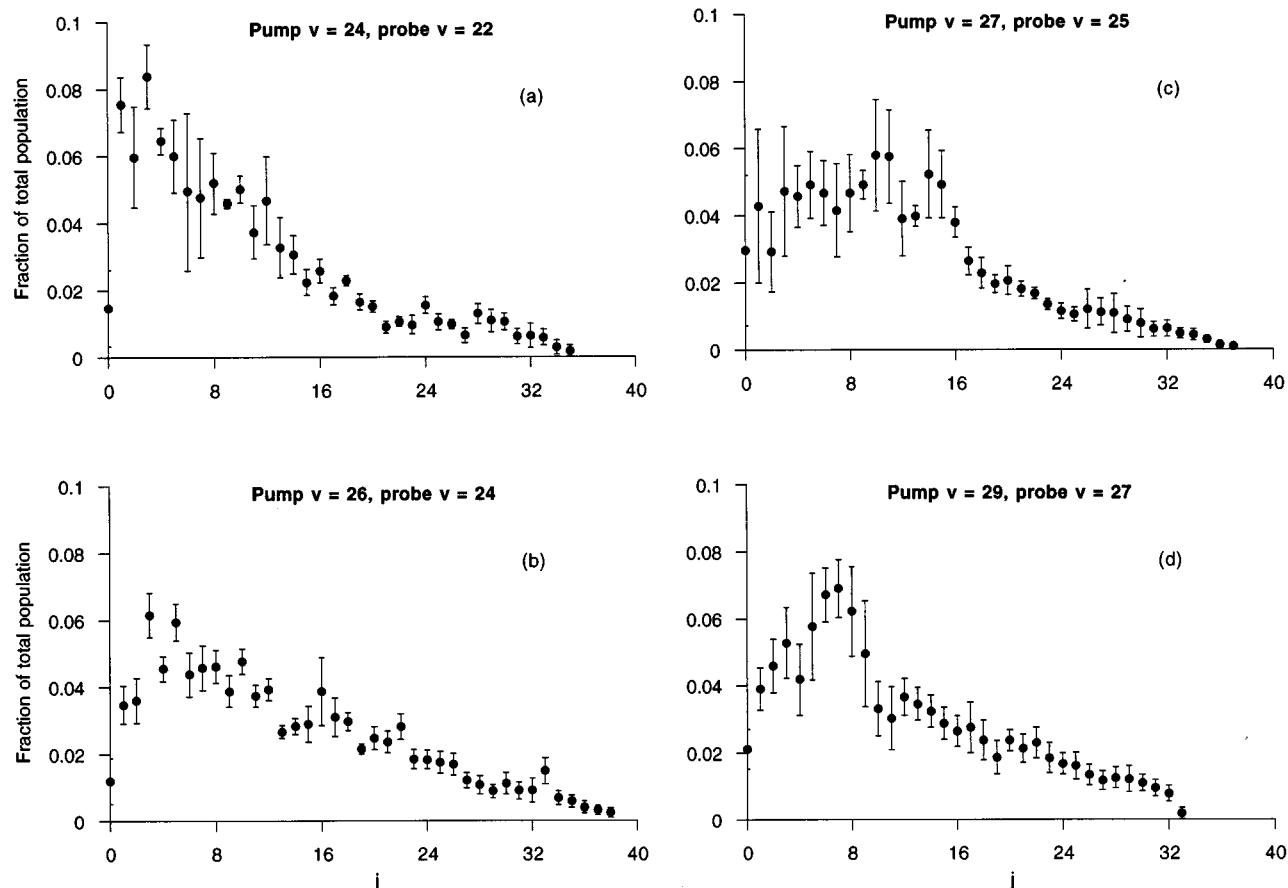 Pump v = 24, probe v = 22
(a)
Fraction of total population
0.1
0.08
0.06
0.04
0.02
0
0 8 16 24 32 40
Pump v = 27, probe v = 25
(c)
0.1
0.08
0.06
0.04
0.02
0
0 8 16 24 32 40
Pump v = 26, probe v = 24
(b)
Fraction of total population
0.1
0.08
0.06
0.04
0.02
0
0 8 16 24 32 40
j
Pump v = 29, probe v = 27
(d)
0.1
0.08
0.06
0.04
0.02
0
0 8 16 24 32 40
j